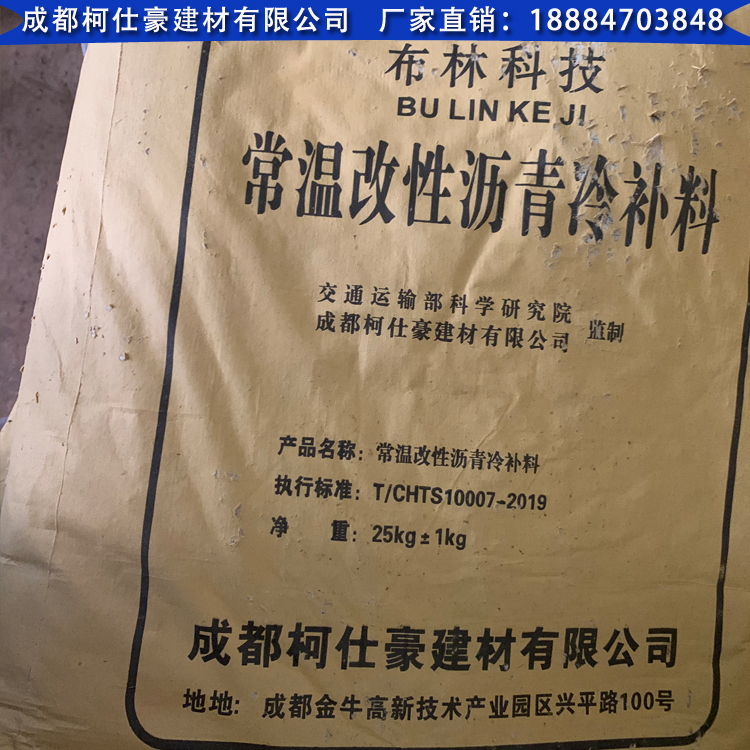 成都柯仕豪建材有限公司 厂家直销：18884703848
布林科技
BU LIN KE JI
常温改性沥青冷补料
交通运输部科学研究院
成都柯仕豪建材有限公司 监制
产品名称：常温改性沥青冷补料
执行标准：T/CHTS10007-2019
净 重：25kg±1kg
成都柯仕豪建材有限公司
地地：成都金牛高新技术产业园区兴平路100号